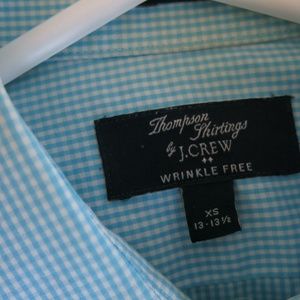 Thompson
Shirtings
by J.CREW
WRINKLE FREE
XS
13-13½